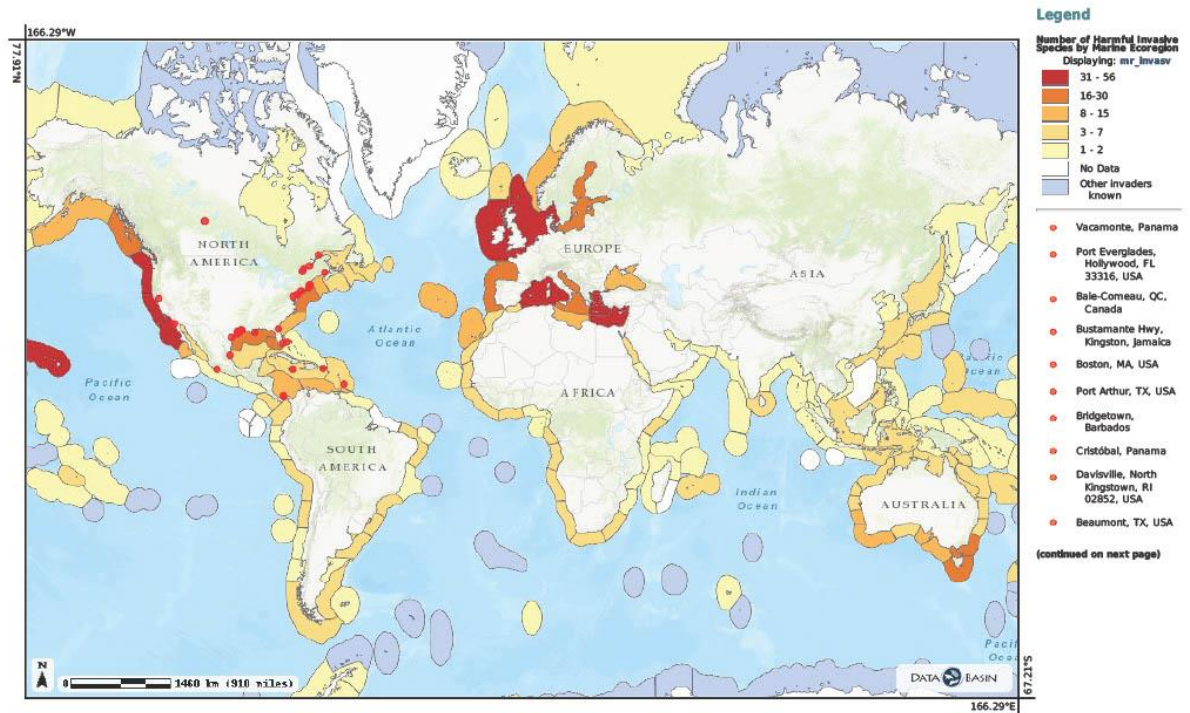 166.29°W
77.91°N
NORTH
AMERICA
EUROPE
ASIA
Atlantic
Ocean
Pacific
Ocean
AFRICA
Ocean
SOUTH
AMERICA
Indian
Ocean
AUSTRALIA
N
0
1460 km (910 miles)
DATA BASIN
67.21°S
166.29°E
Legend
Number of Harmful Invasive
Species by Marine Ecoregion
Displaying: mr_invasv
31 - 56
16-30
8 - 15
3 - 7
1 - 2
No Data
Other invaders
known
Vacamonte, Panama
Port Everglades,
Hollywood, FL
33316, USA
Baie-Comeau, QC,
Canada
Bustamante Hwy,
Kingston, Jamaica
Boston, MA, USA
Port Arthur, TX, USA
Bridgetown,
Barbados
Cristóbal, Panama
Davisville, North
Kingstown, RI
02852, USA
Beaumont, TX, USA
(continued on next page)